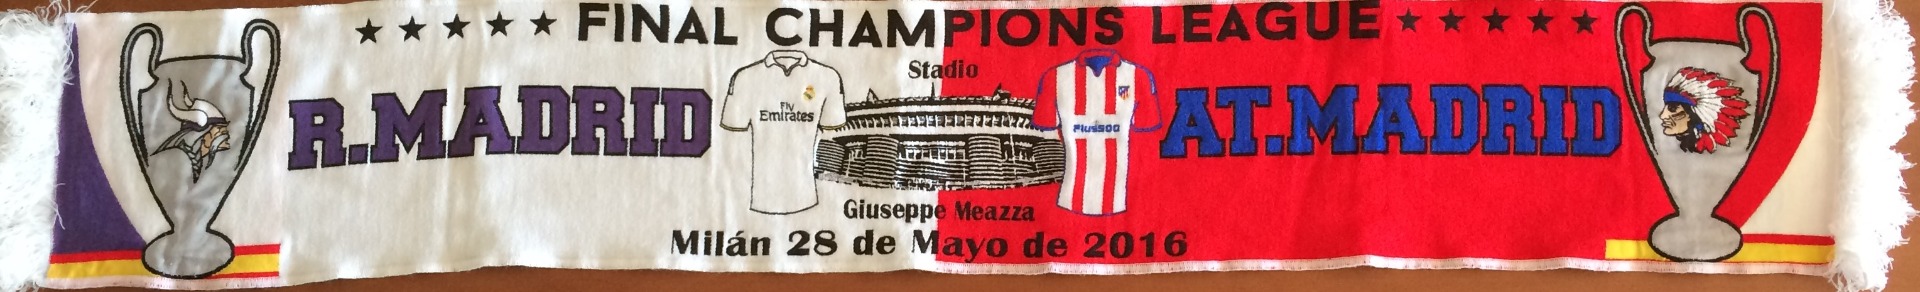 ★★★★★ FINAL CHAMPIONS LEAGUE ★★★★★
R.MADRID
Fly
Emirates
Stadio
Plus500
AT.MADRID
Giuseppe Meazza
Milán 28 de Mayo de 2016